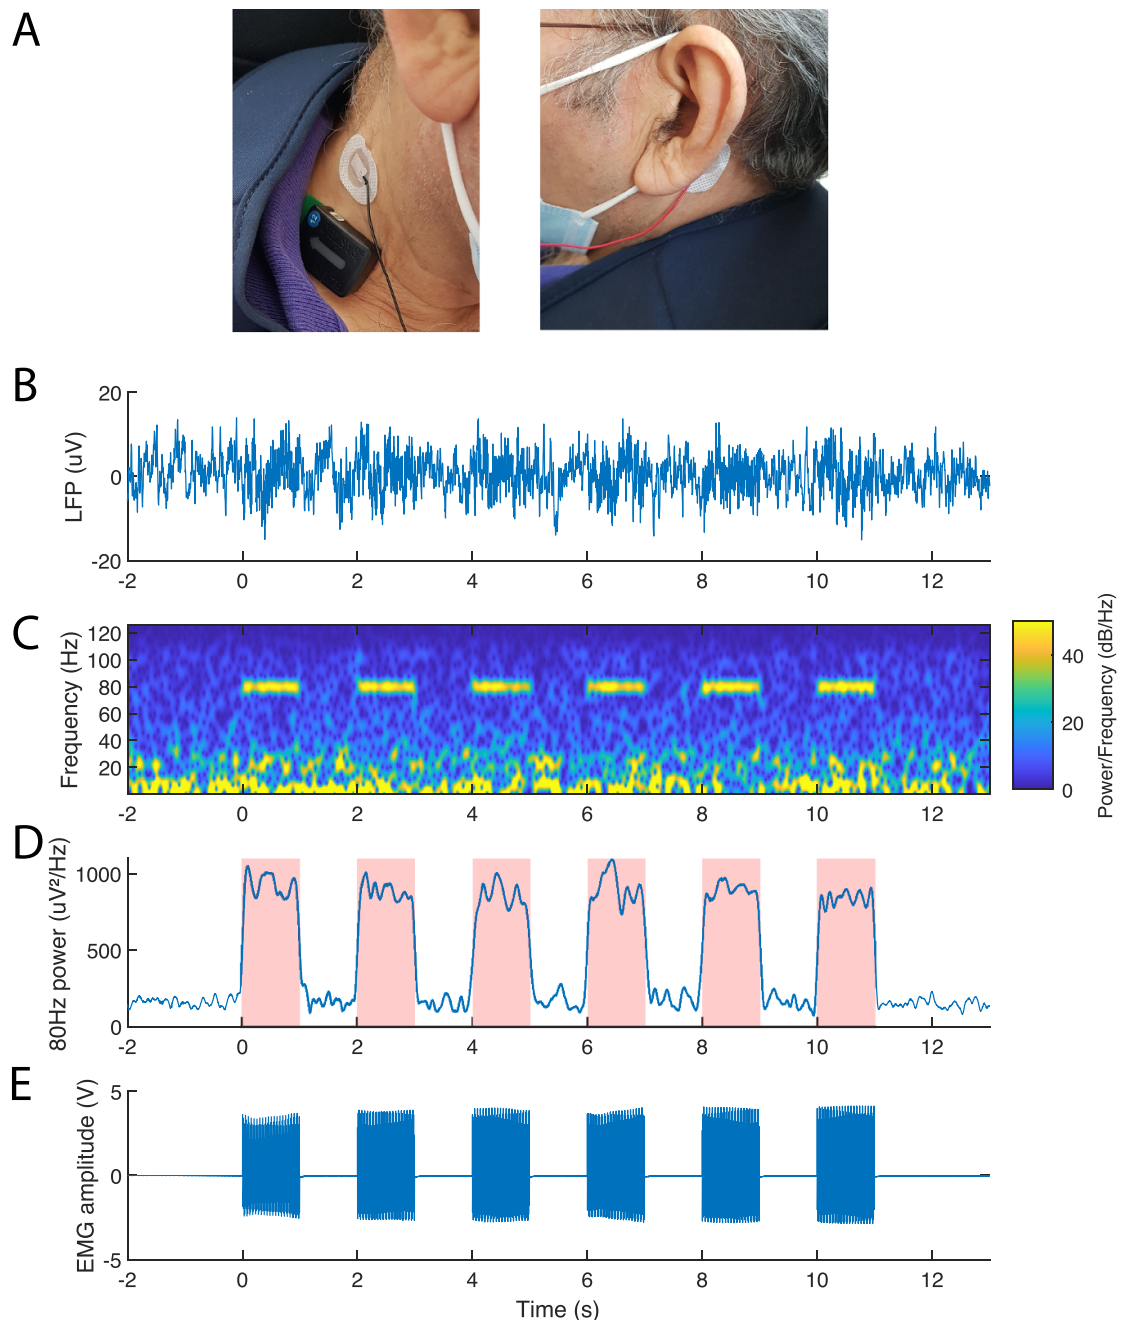 A
B
LFP (uV)
20
0
-20
-2 0 2 4 6 8 10 12
C
Frequency (Hz)
120
100
80
60
40
20
-2 0 2 4 6 8 10 12
40
20
0
Power/Frequency (dB/Hz)
D
80Hz power (uV²/Hz)
1000
500
0
-2 0 2 4 6 8 10 12
E
EMG amplitude (V)
5
0
-5
-2 0 2 4 6 8 10 12
Time (s)